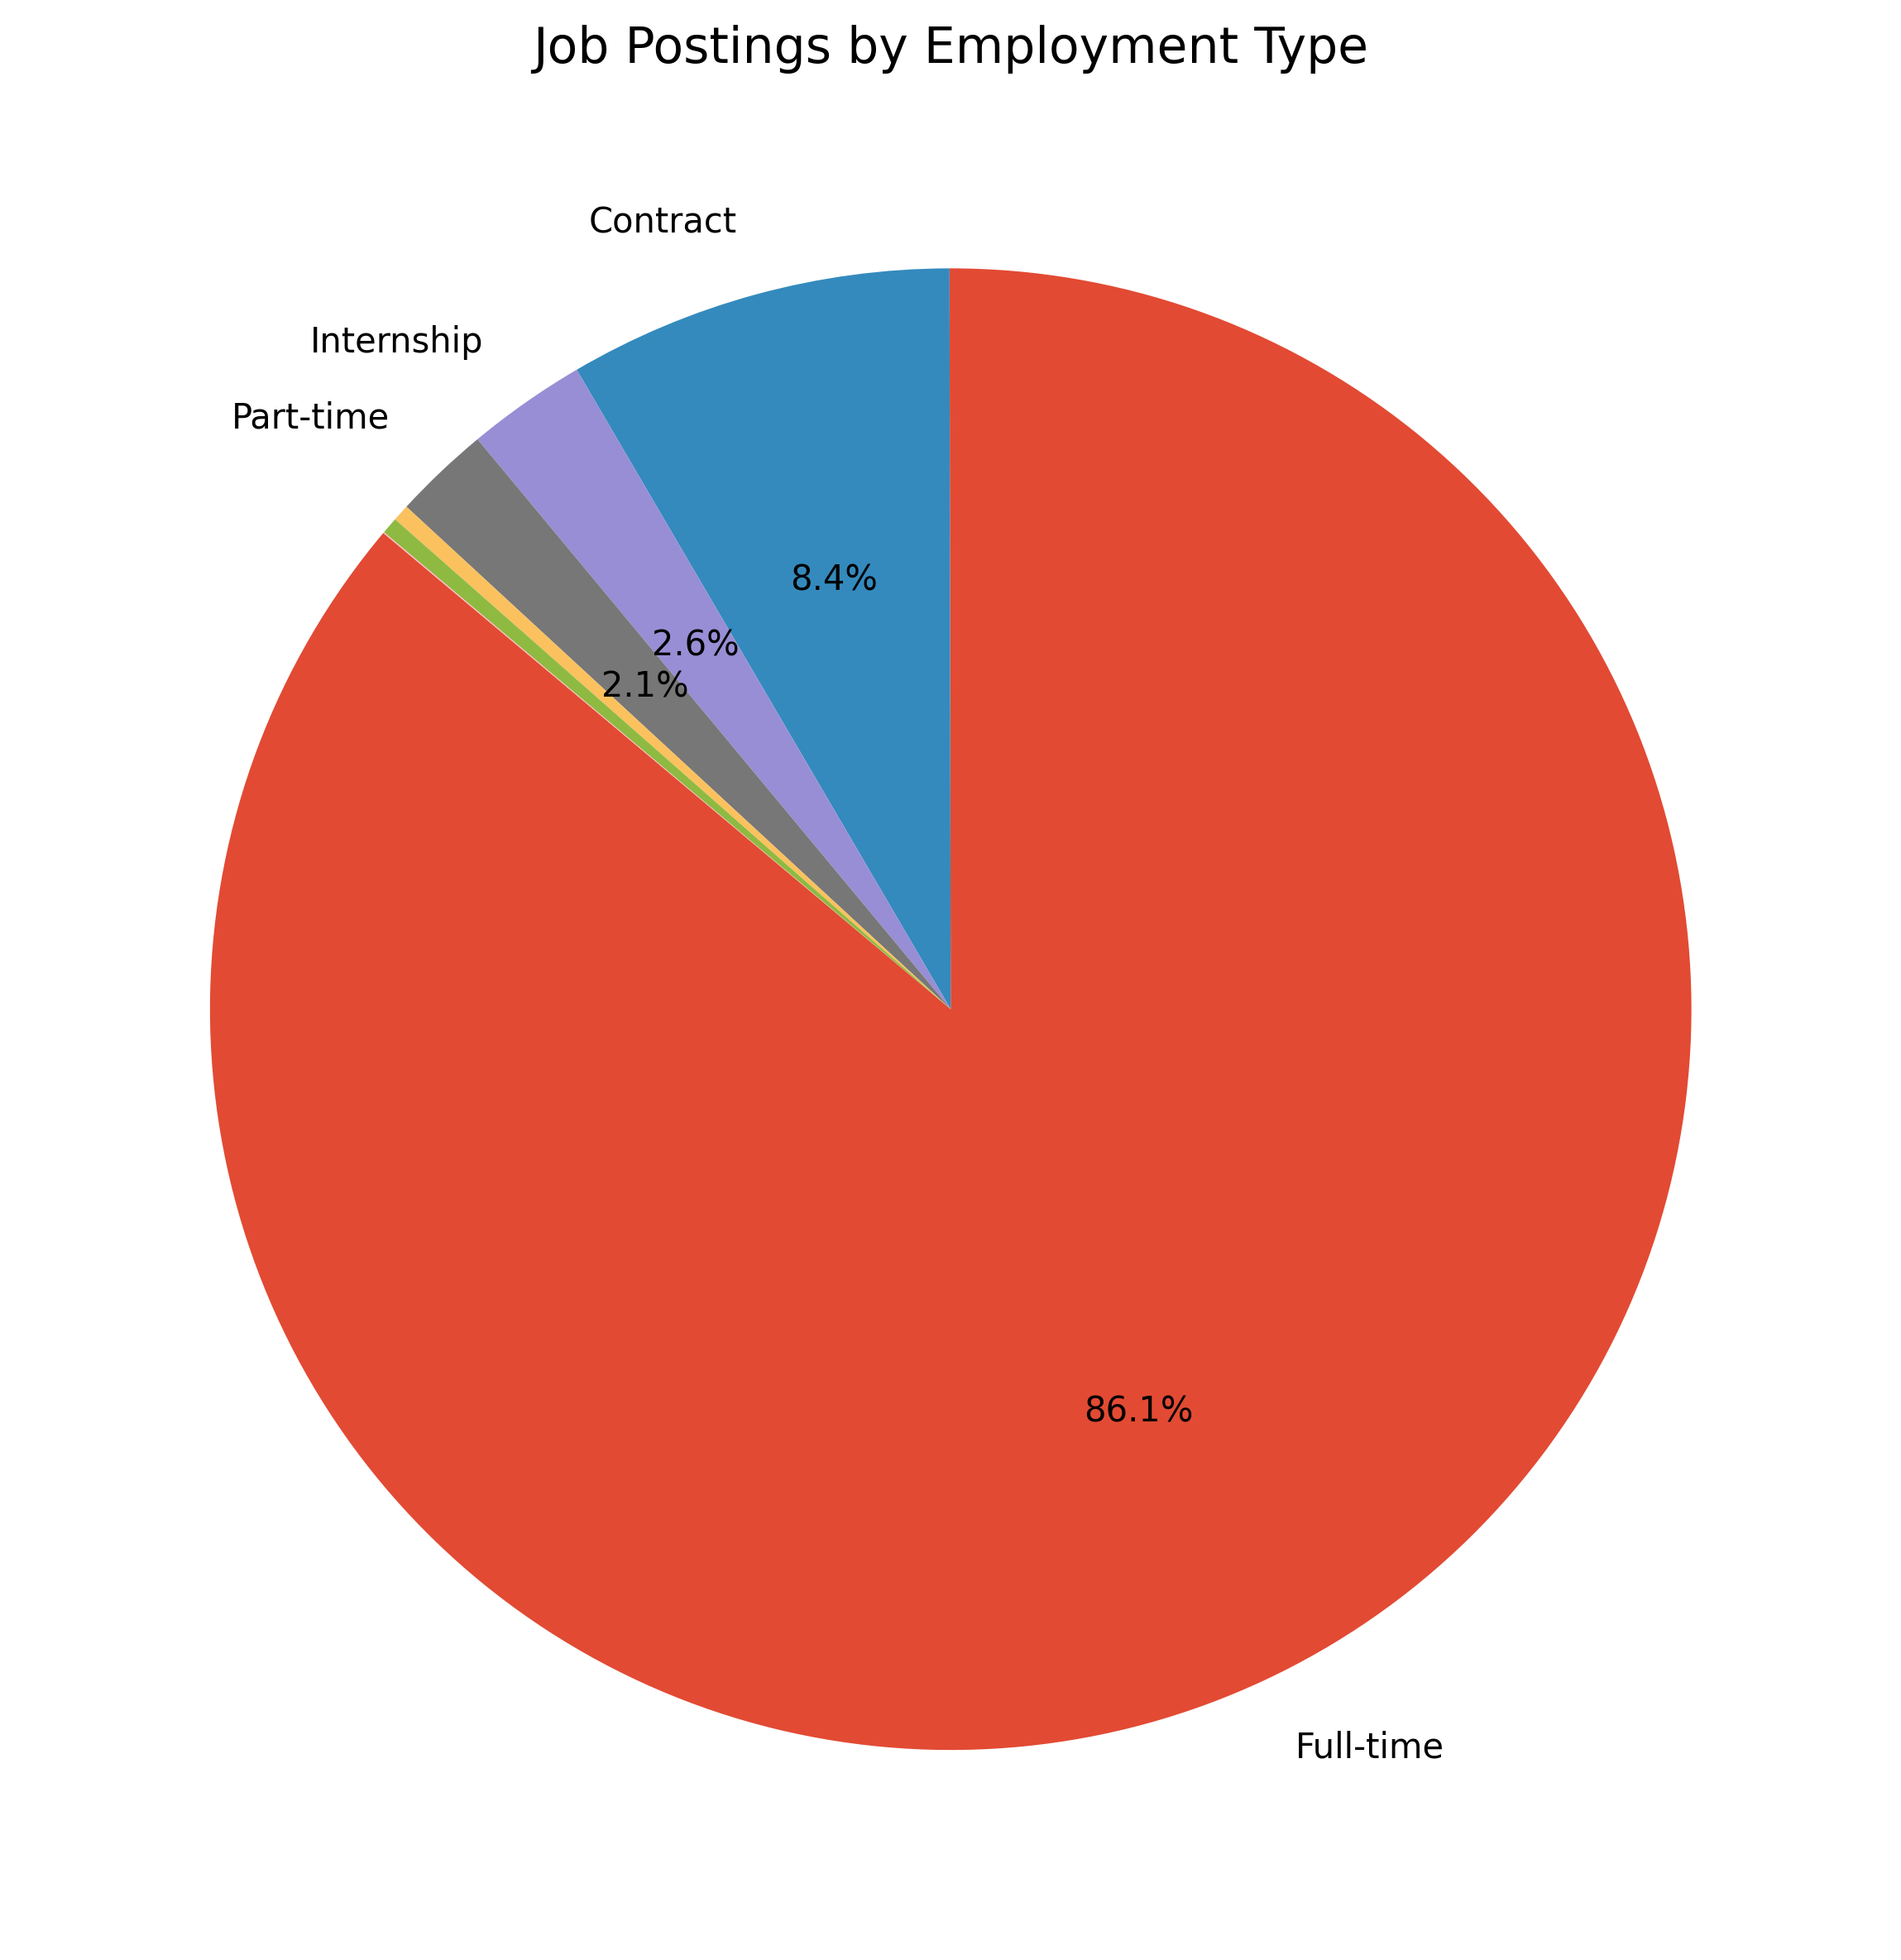 Job Postings by Employment Type
Contract
Internship
Part-time
8.4%
2.6%
2.1%
86.1%
Full-time